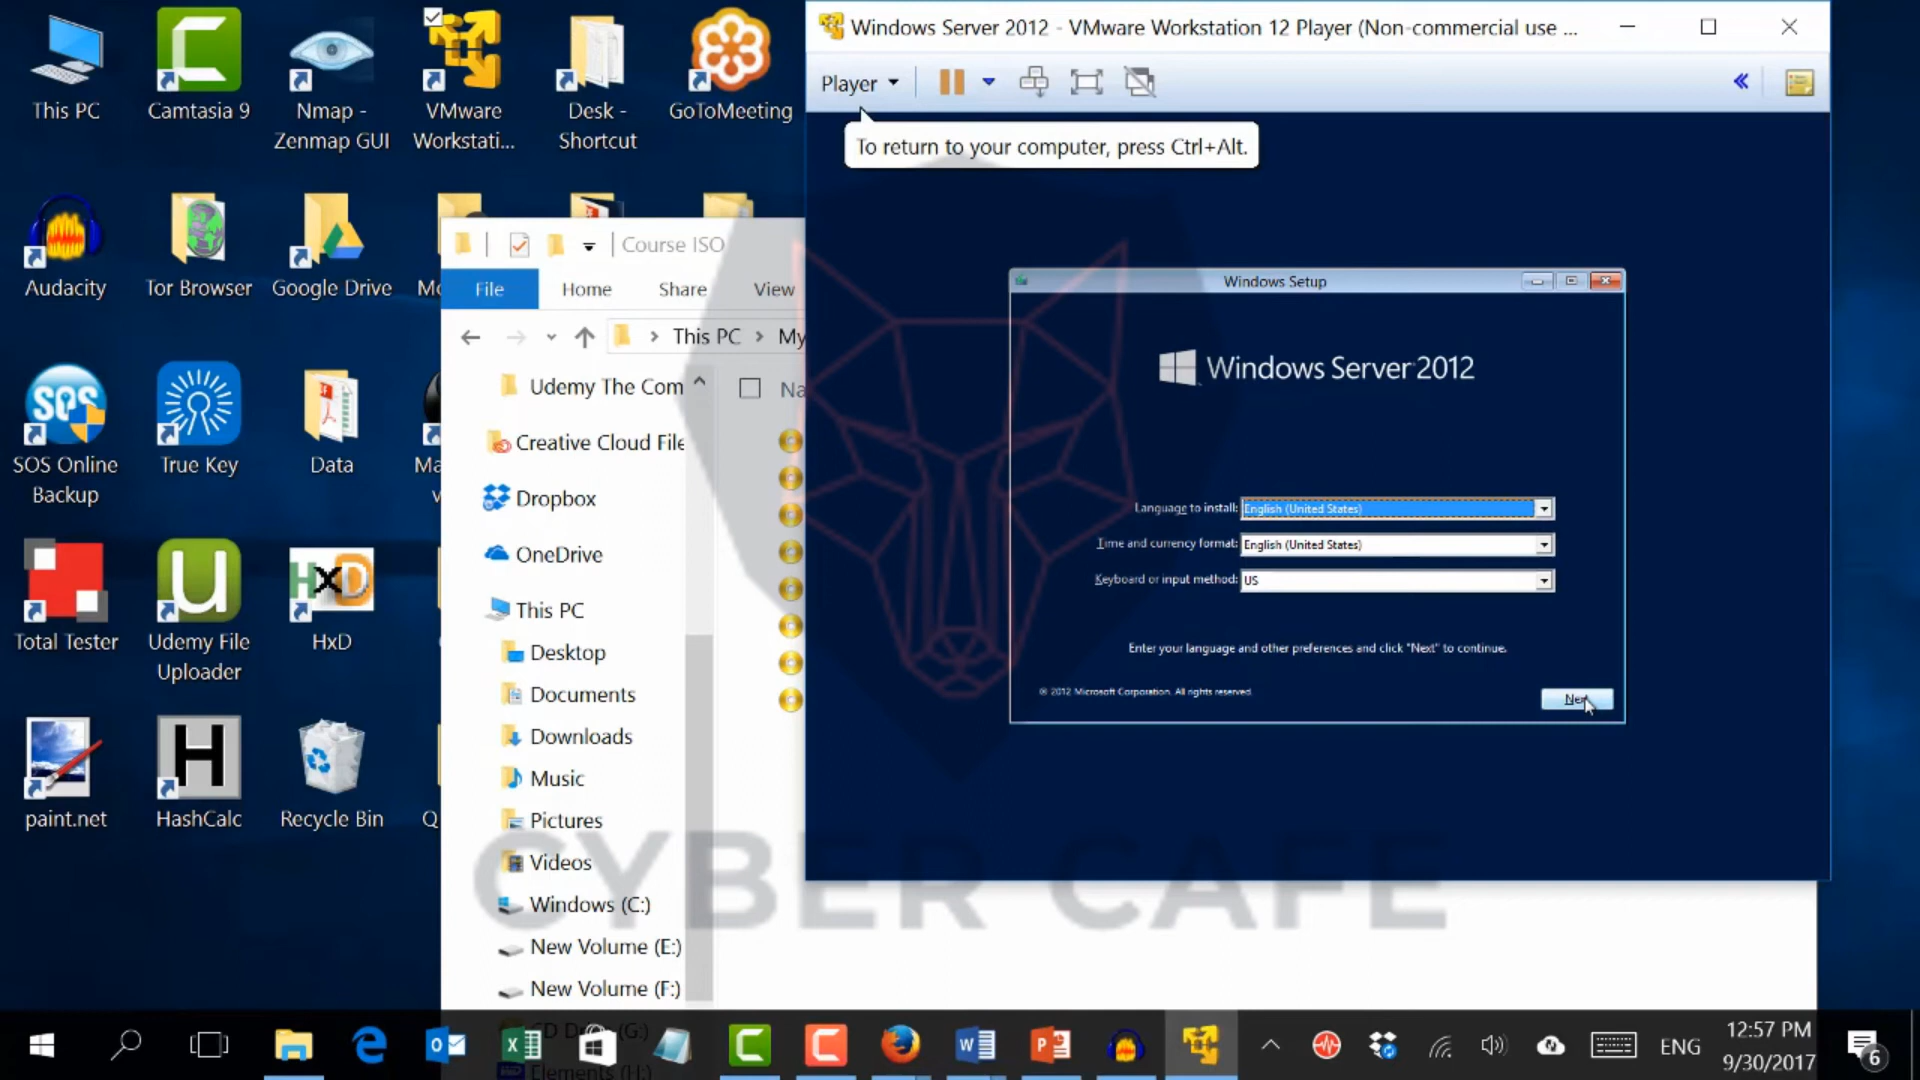 This PC
Camtasia 9
Nmap -
Zenmap GUI
VMware
Workstati...
Desk -
Shortcut
GoToMeeting
Audacity
Tor Browser
Google Drive
SOS Online
Backup
True Key
Data
Total Tester
Udemy File
Uploader
HxD
paint.net
HashCalc
Recycle Bin
Course ISO
File
Home
Share
View
This PC
My
Udemy The Com
Creative Cloud File
Dropbox
OneDrive
This PC
Desktop
Documents
Downloads
Music
Pictures
Videos
Windows (C:)
New Volume (E:)
New Volume (F:)
Windows Server 2012 - VMware Workstation 12 Player (Non-commercial use ...
Player
To return to your computer, press Ctrl+Alt.
Windows Setup
Windows Server 2012
Language to install: English (United States)
Time and currency format: English (United States)
Keyboard or input method: US
Enter your language and other preferences and click "Next" to continue.
© 2012 Microsoft Corporation. All rights reserved.
CYBER CAFE
ENG
12:57 PM
9/30/2017
6